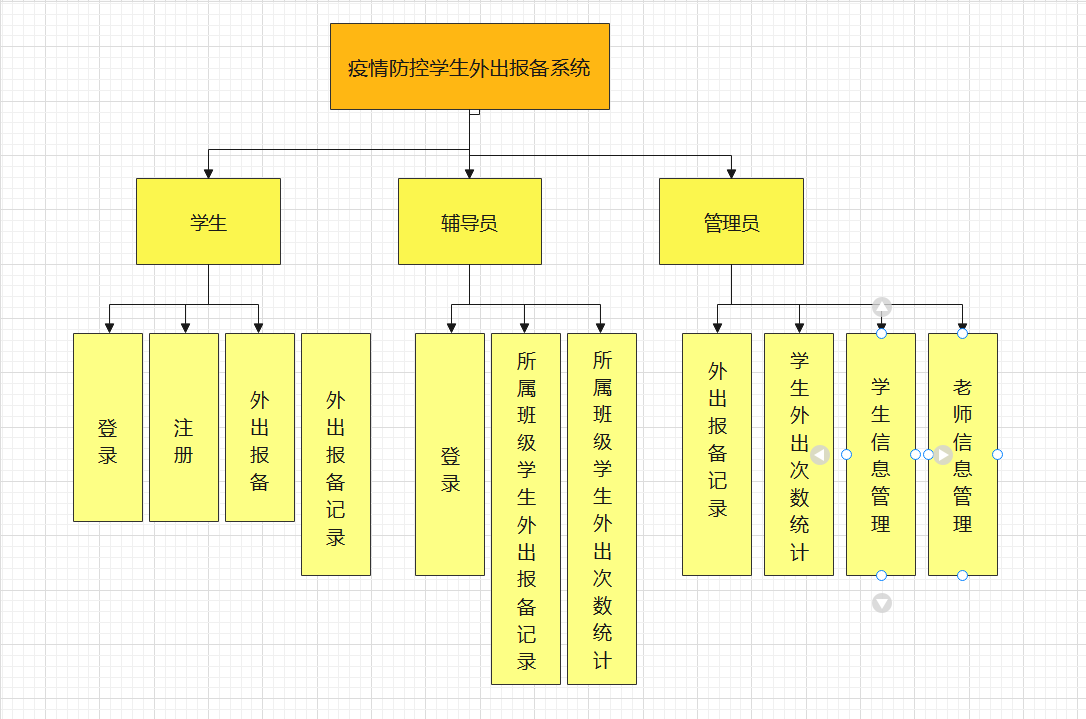 疫情防控学生外出报备系统
学生
辅导员
管理员
登录
注册
外出报备
外出报备记录
登录
所属班级学生外出报备记录
所属班级学生外出次数统计
外出报备记录
学生外出次数统计
学生信息管理
老师信息管理